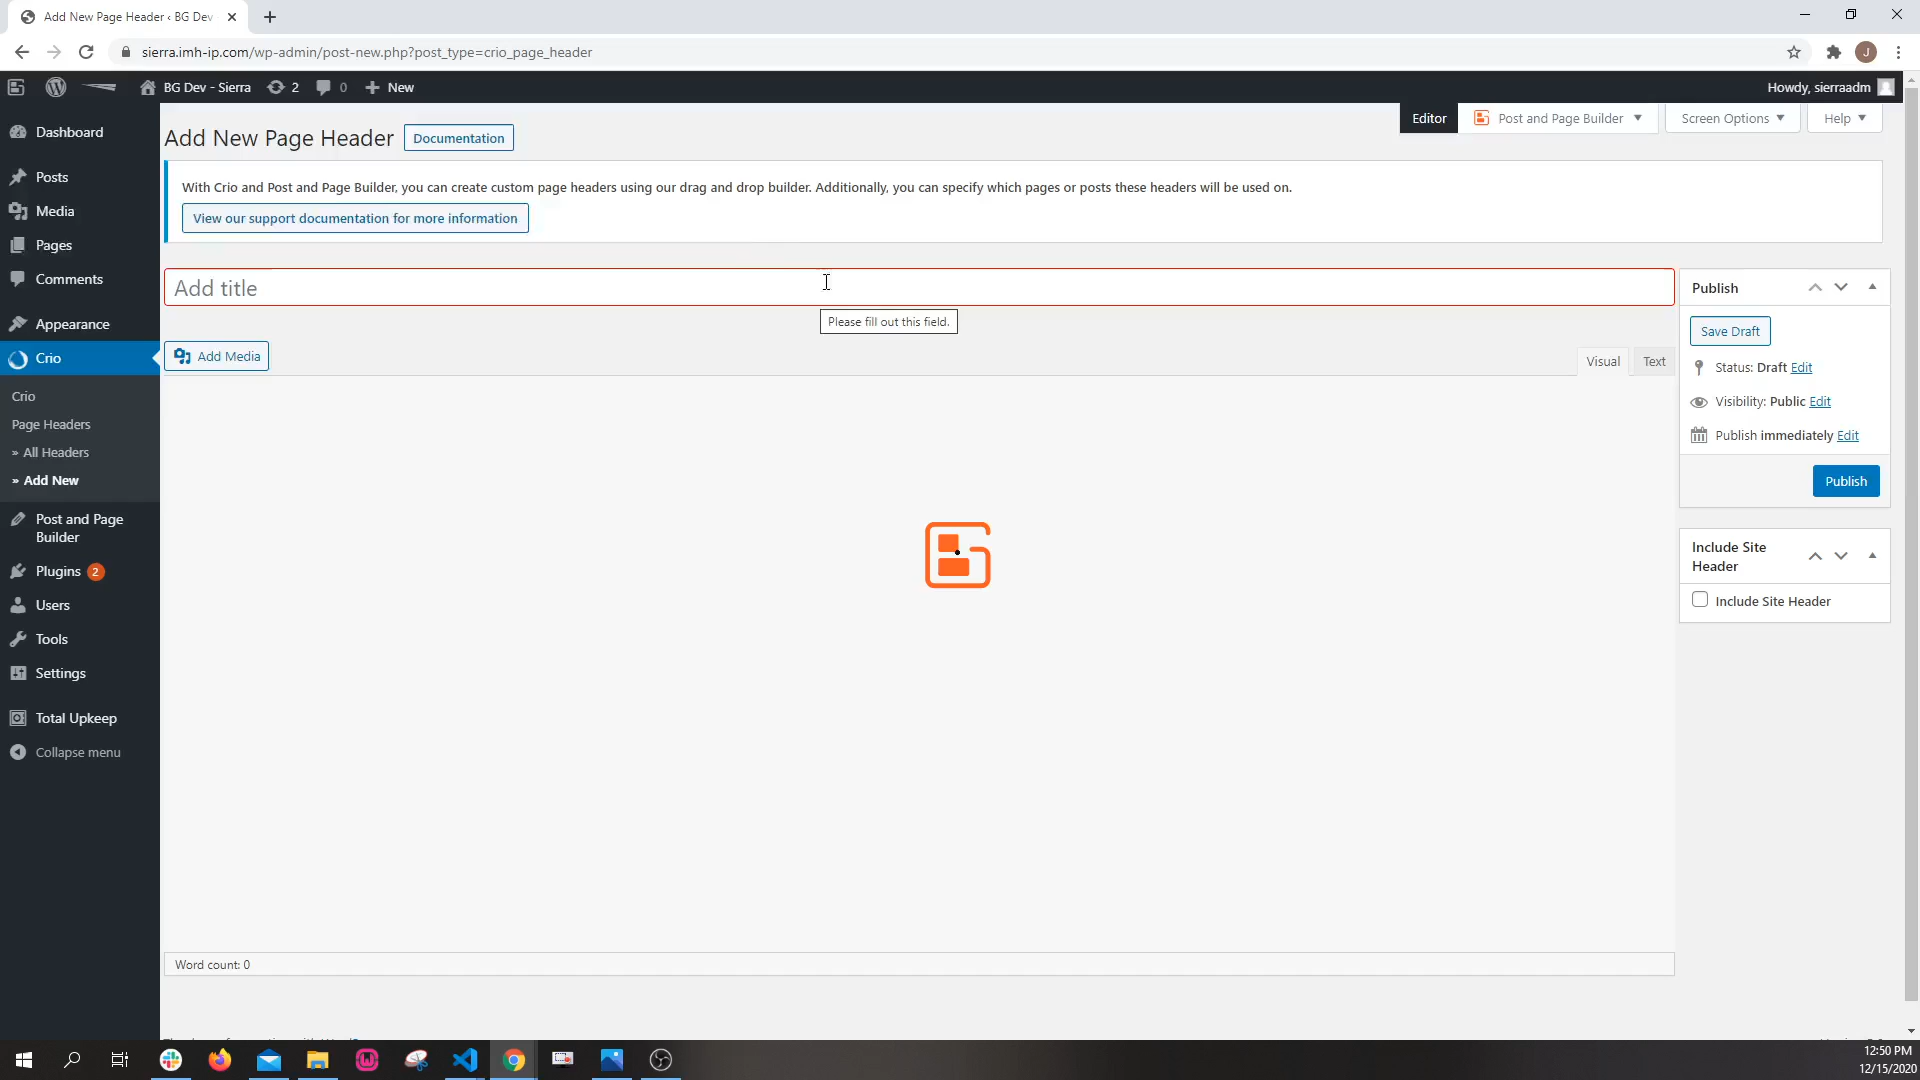 Add New Page Header ‹ BG Dev
sierra.imh-ip.com/wp-admin/post-new.php?post_type=crio_page_header
J
BG Dev - Sierra
2
0
New
Howdy, sierraadm
Dashboard
Posts
Media
Pages
Comments
Appearance
Crio
Crio
Page Headers
» All Headers
» Add New
Post and Page
Builder
Plugins 2
Users
Tools
Settings
Total Upkeep
Collapse menu
Add New Page Header
Documentation
Editor
Post and Page Builder
Screen Options
Help
With Crio and Post and Page Builder, you can create custom page headers using our drag and drop builder. Additionally, you can specify which pages or posts these headers will be used on.
View our support documentation for more information
Add title
Please fill out this field.
Add Media
Visual
Text
Word count: 0
Publish
Save Draft
Status: Draft Edit
Visibility: Public Edit
Publish immediately Edit
Publish
Include Site
Header
Include Site Header
12:50 PM
12/15/2020